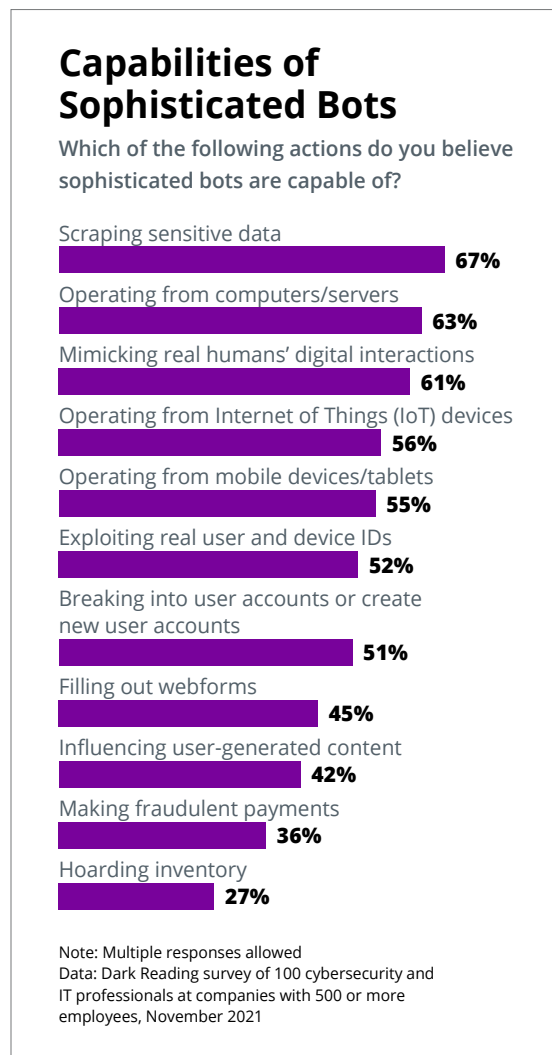 Capabilities of
Sophisticated Bots
Which of the following actions do you believe
sophisticated bots are capable of?
Scraping sensitive data
67%
Operating from computers/servers
63%
Mimicking real humans’ digital interactions
61%
Operating from Internet of Things (IoT) devices
56%
Operating from mobile devices/tablets
55%
Exploiting real user and device IDs
52%
Breaking into user accounts or create
new user accounts
51%
Filling out webforms
45%
Influencing user-generated content
42%
Making fraudulent payments
36%
Hoarding inventory
27%
Note: Multiple responses allowed
Data: Dark Reading survey of 100 cybersecurity and
IT professionals at companies with 500 or more
employees, November 2021